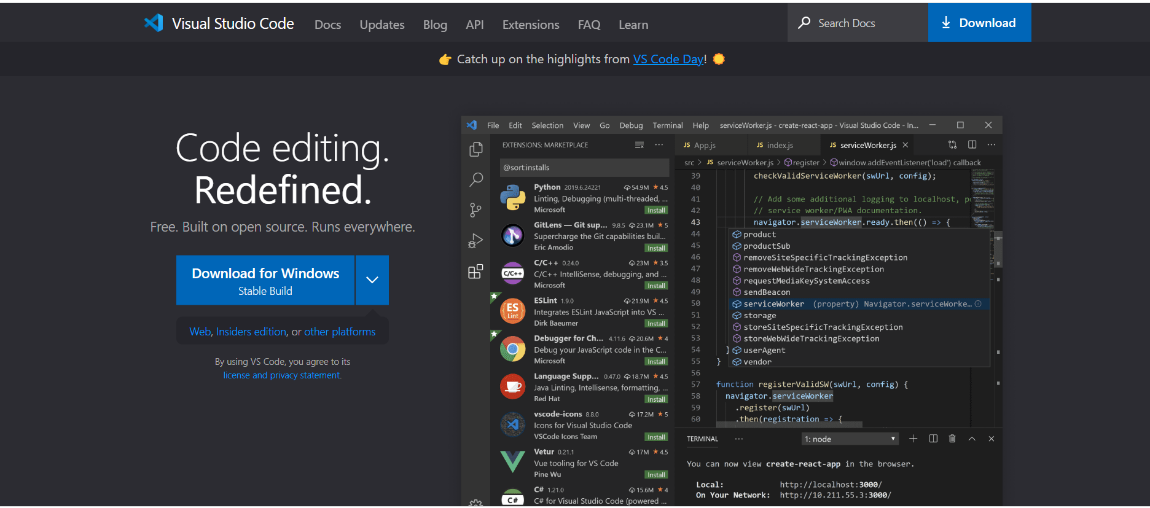 Visual Studio Code Docs Updates Blog API Extensions FAQ Learn Search Docs Download
👉 Catch up on the highlights from VS Code Day! 🌞
Code editing.
Redefined.
Free. Built on open source. Runs everywhere.
Download for Windows
Stable Build
Web, Insiders edition, or other platforms
By using VS Code, you agree to its
license and privacy statement.
File Edit Selection View Go Debug Terminal Help serviceWorker.js - create-react-app - Visual Studio Code - In...
EXTENSIONS: MARKETPLACE
@sort:installs
Python 2019.6.24221 54.9M ★ 4.5
Linting, Debugging (multi-threaded, ...
Microsoft Install
GitLens — Git sup... 9.8.5 23.1M ★ 5
Supercharge the Git capabilities buil...
Eric Amodio Install
C/C++ 0.24.0 23M ★ 3.5
C/C++ IntelliSense, debugging, and ...
Microsoft Install
ESLint 1.9.0 21.9M ★ 4.5
Integrates ESLint JavaScript into VS ...
Dirk Baeumer Install
Debugger for Ch... 4.11.6 20.6M ★ 4
Debug your JavaScript code in the C...
Microsoft Install
Language Supp... 0.47.0 18.7M ★ 4.5
Java Linting, Intellisense, formatting, ...
Red Hat Install
vscode-icons 8.8.0 17.2M ★ 5
Icons for Visual Studio Code
VSCode Icons Team Install
Vetur 0.21.1 17M ★ 4.5
Vue tooling for VS Code
Pine Wu Install
C# 1.21.0 15.6M ★ 4
C# for Visual Studio Code (powered ...
JS App.js JS index.js JS serviceWorker.js
src > JS serviceWorker.js > register > window.addEventListener('load') callback
39 checkValidServiceWorker(swUrl, config);
40
41 // Add some additional logging to localhost, p
42 // service worker/PWA documentation.
43 navigator.serviceWorker.ready.then(() => {
44 product
45 productSub
46 removeSiteSpecificTrackingException
47 removeWebWideTrackingException
48 requestMediaKeySystemAccess
49 sendBeacon
50 serviceWorker (property) Navigator.serviceWorke...
51 storage
52 storeSiteSpecificTrackingException
53 storeWebWideTrackingException
54 } userAgent
55 } vendor
56
57 function registerValidSW(swUrl, config) {
58 navigator.serviceWorker
59 .register(swUrl)
60 .then(registration => {
TERMINAL ... 1: node
You can now view create-react-app in the browser.
Local: http://localhost:3000/
On Your Network: http://10.211.55.3:3000/